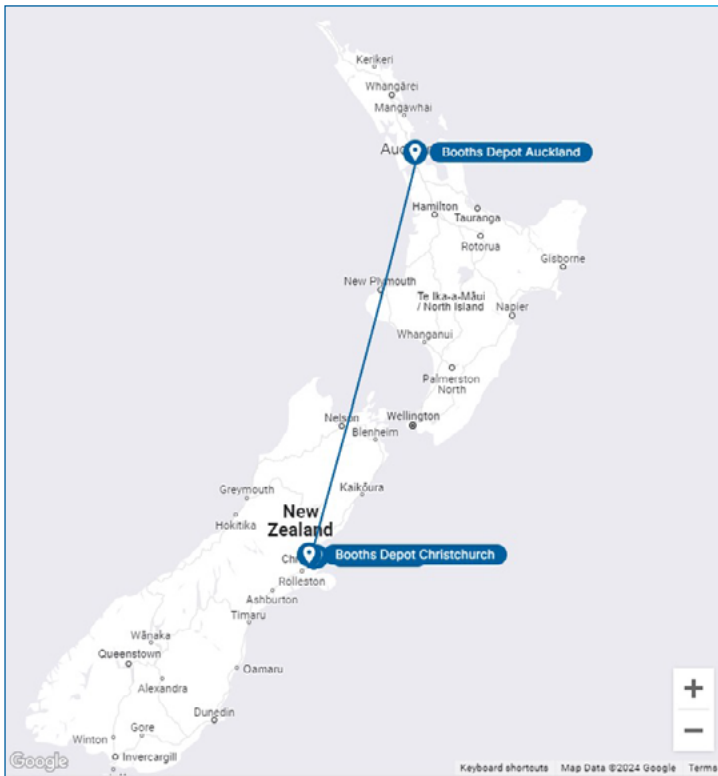 Kerikeri
Whangārei
Mangawhai
Booths Depot Auckland
Hamilton
Tauranga
Rotorua
Gisborne
New Plymouth
Te Ika-a-Māui
/ North Island
Napier
Whanganui
Palmerston
North
Nelson
Wellington
Blenheim
Kaikōura
Greymouth
New
Zealand
Hokitika
Booths Depot Christchurch
Rolleston
Ashburton
Timaru
Wānaka
Queenstown
Oamaru
Alexandra
Dunedin
Gore
Winton
Invercargill
+
−
Google
Keyboard shortcuts Map Data ©2024 Google Terms